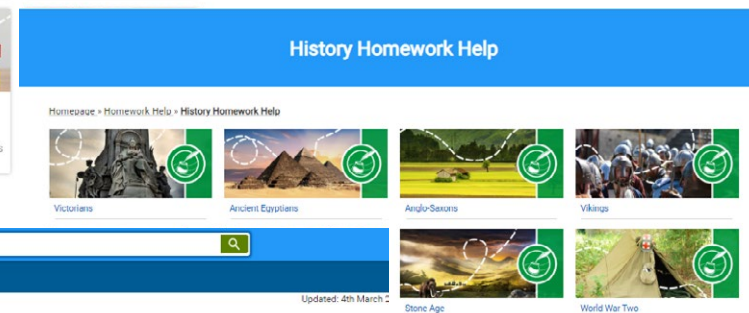 History Homework Help
Homepage » Homework Help » History Homework Help
Victorians
Ancient Egyptians
Anglo-Saxons
Vikings
Updated: 4th March
Stone Age
World War Two